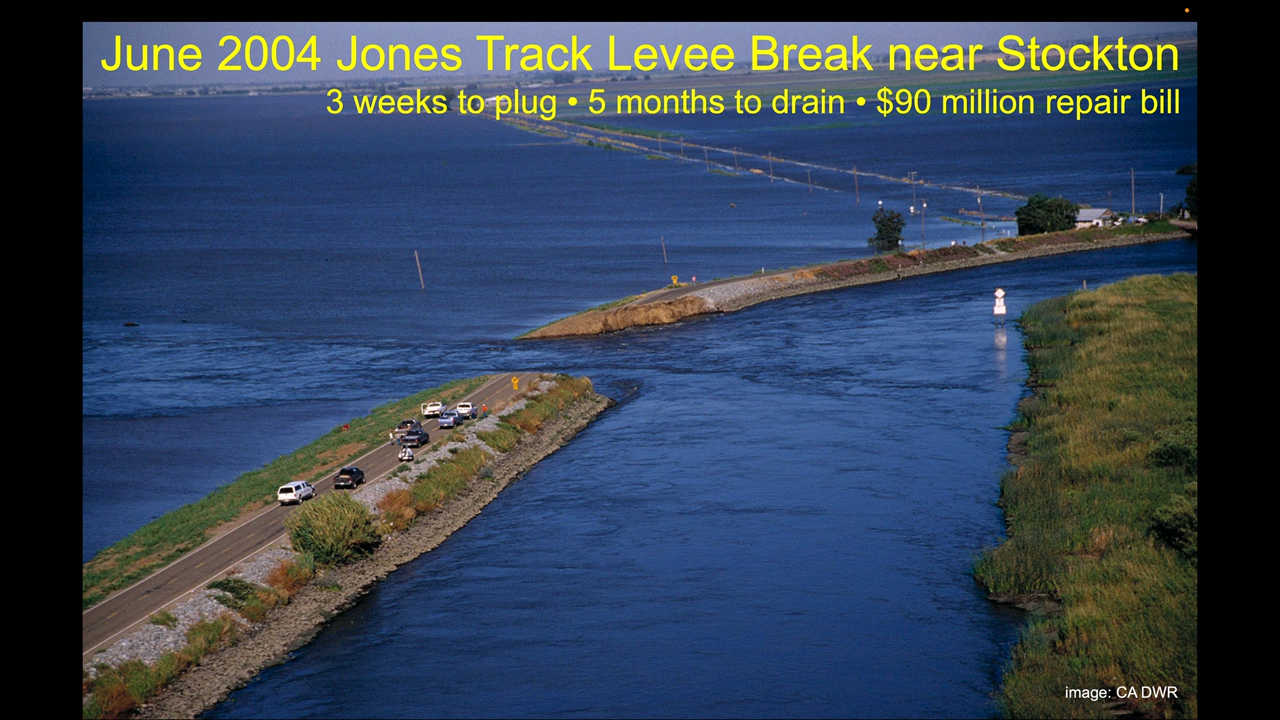 June 2004 Jones Track Levee Break near Stockton
3 weeks to plug • 5 months to drain • $90 million repair bill
image: CA DWR